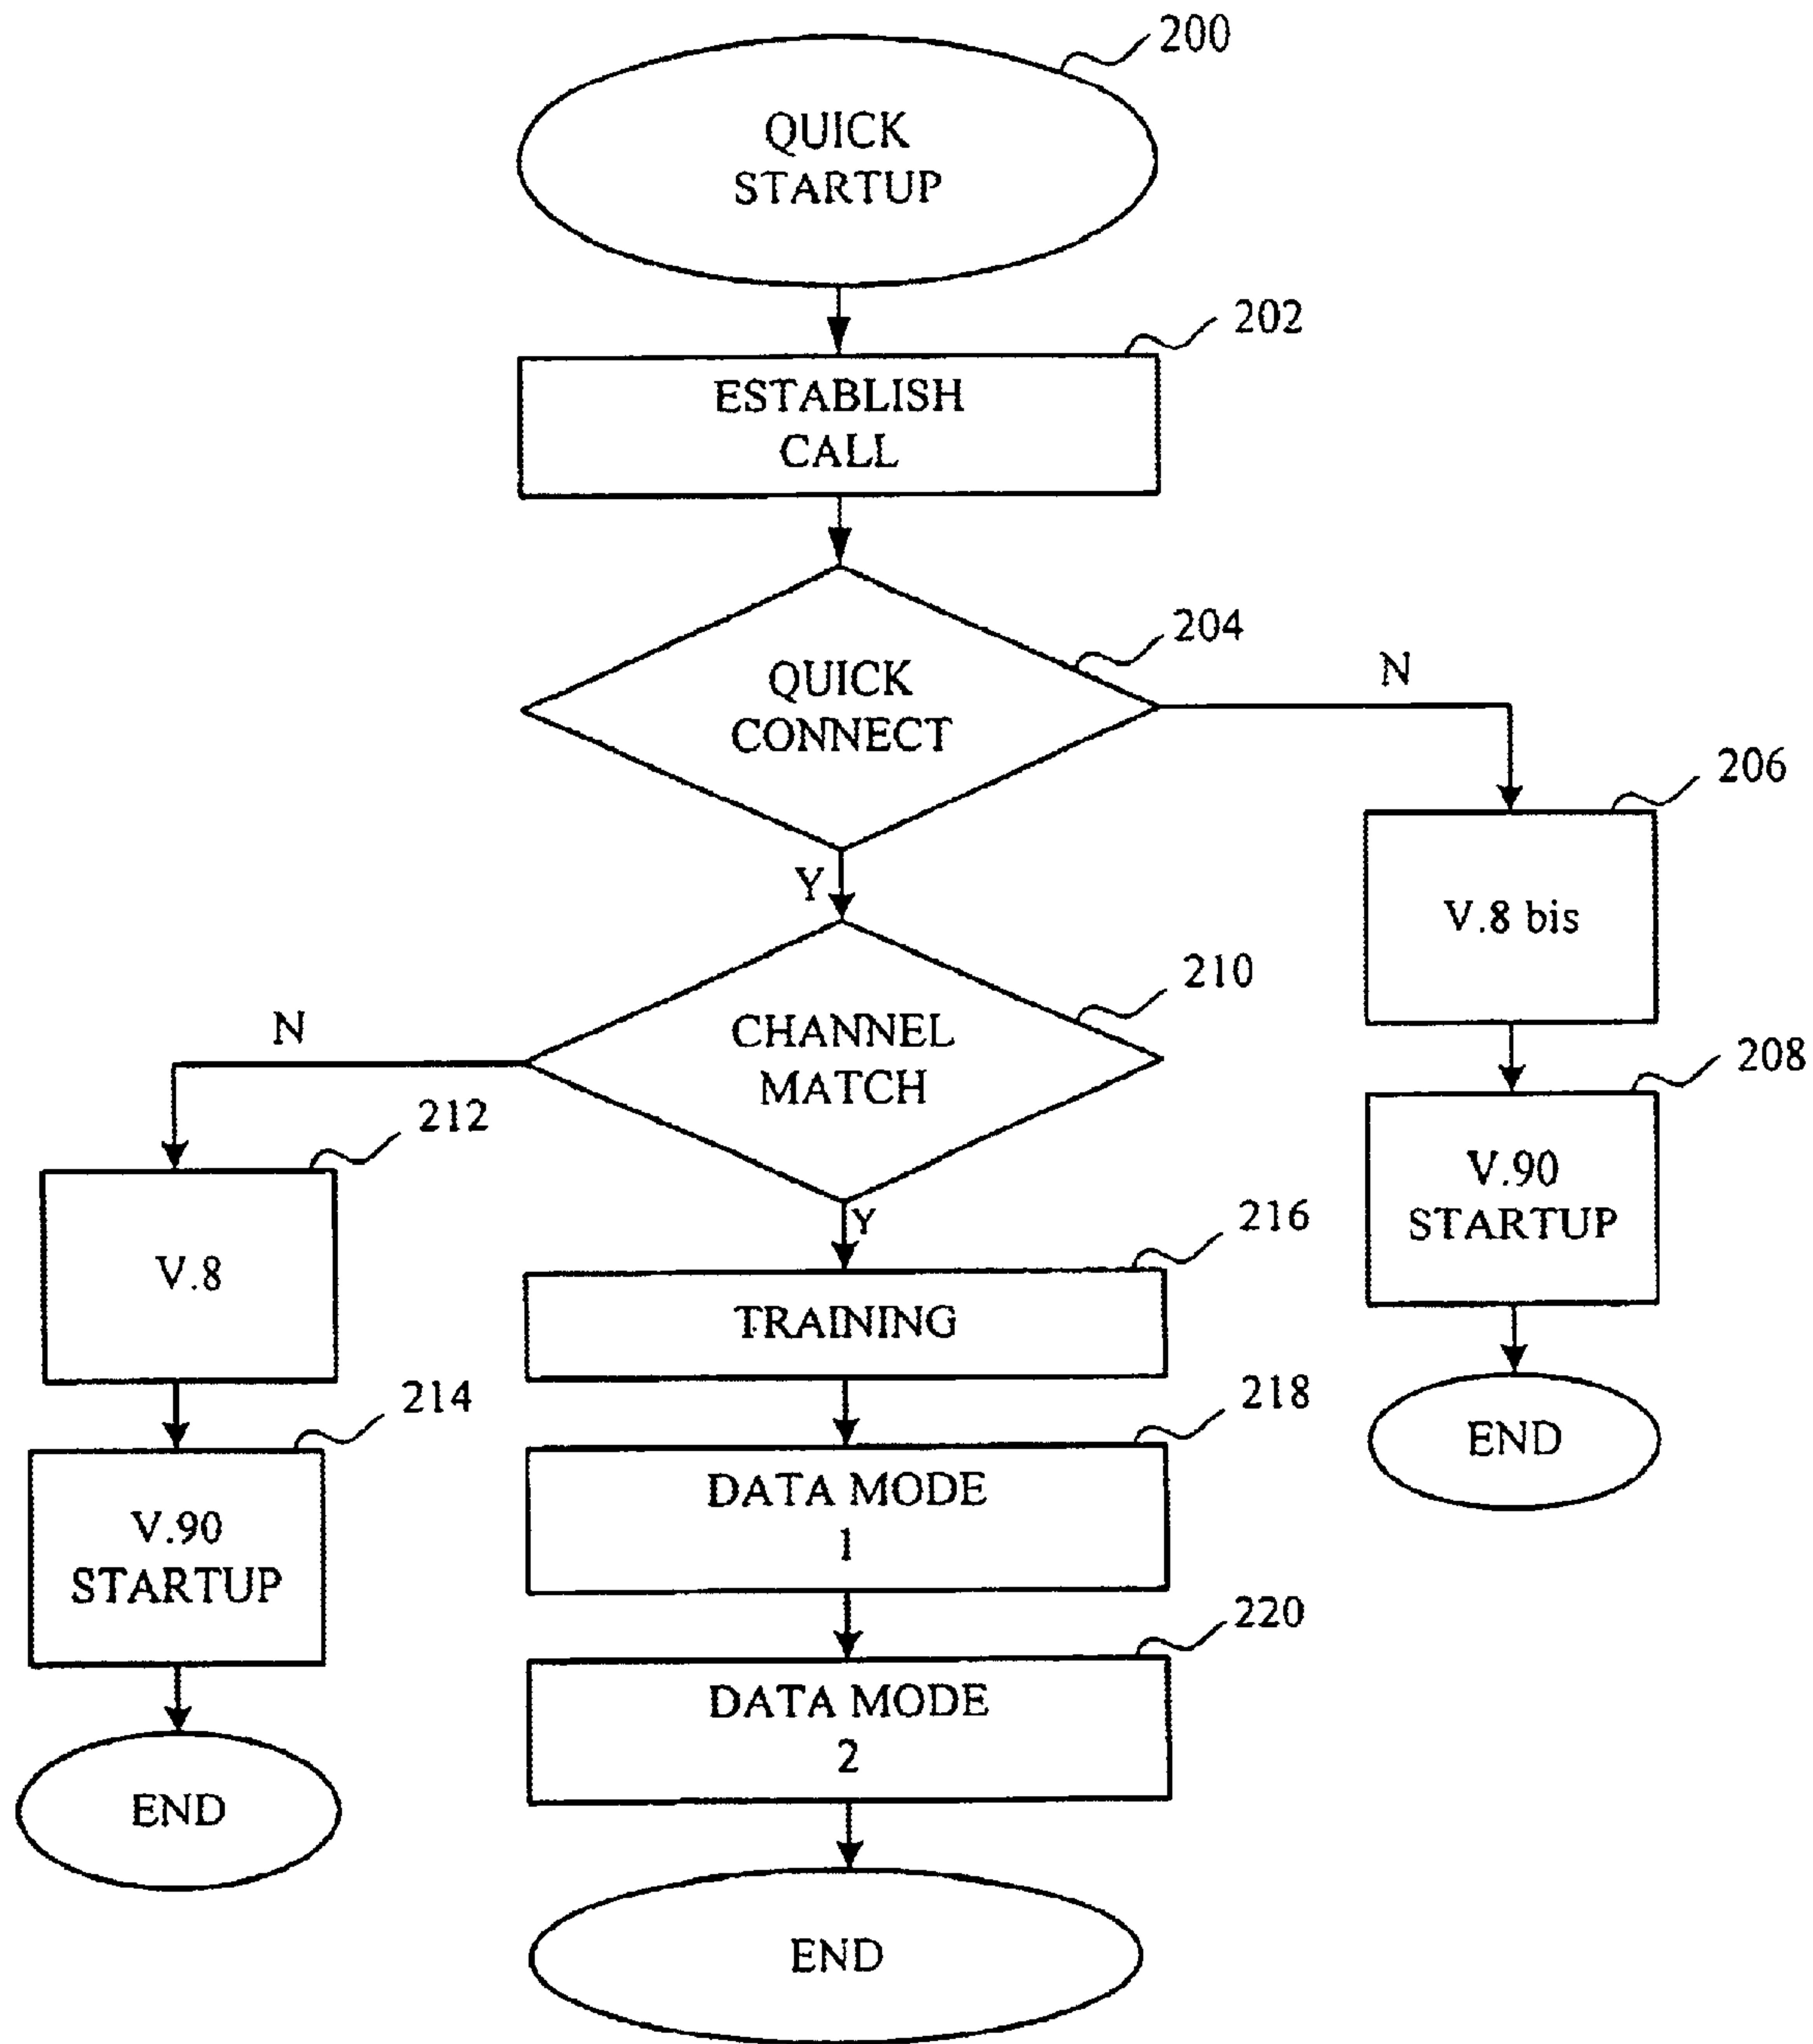 200
QUICK
STARTUP
202
ESTABLISH
CALL
204
QUICK
CONNECT
N
206
V.8 bis
Y
210
CHANNEL
MATCH
N
208
V.90
STARTUP
212
V.8
Y
216
TRAINING
END
214
V.90
STARTUP
218
DATA MODE
1
220
DATA MODE
2
END
END